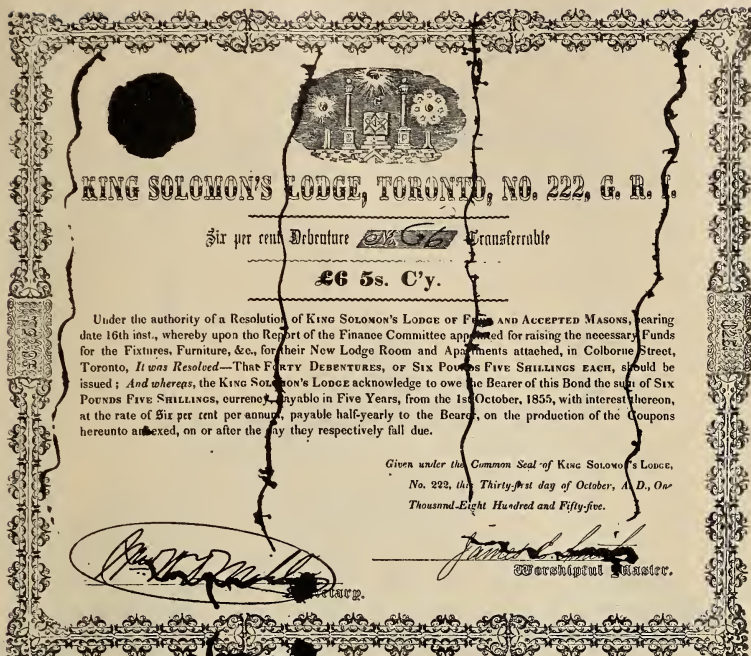 KING SOLOMON'S LODGE, TORONTO, NO. 222, G. R. I.
Six per cent Debenture No. 66 Transferrable
£6 5s. C'y.
Under the authority of a Resolution of KING SOLOMON'S LODGE OF FREE AND ACCEPTED MASONS, bearing
date 16th inst., whereby upon the Report of the Finance Committee appointed for raising the necessary Funds
for the Fixtures, Furniture, &c., for their New Lodge Room and Apartments attached, in Colborne Street,
Toronto, It was Resolved—That FORTY DEBENTURES, OF SIX POUNDS FIVE SHILLINGS EACH, should be
issued; And whereas, the KING SOLOMON'S LODGE acknowledge to owe the Bearer of this Bond the sum of SIX
POUNDS FIVE SHILLINGS, currency, payable in Five Years, from the 1st October, 1855, with interest thereon,
at the rate of Six per cent per annum, payable half-yearly to the Bearer, on the production of the Coupons
hereunto annexed, on or after the day they respectively fall due.
Given under the Common Seal of KING SOLOMON'S LODGE,
No. 222, this Thirty-first day of October, A. D., One
Thousand Eight Hundred and Fifty-five.
James E. Smith
Worshipful Master.
Secretary.